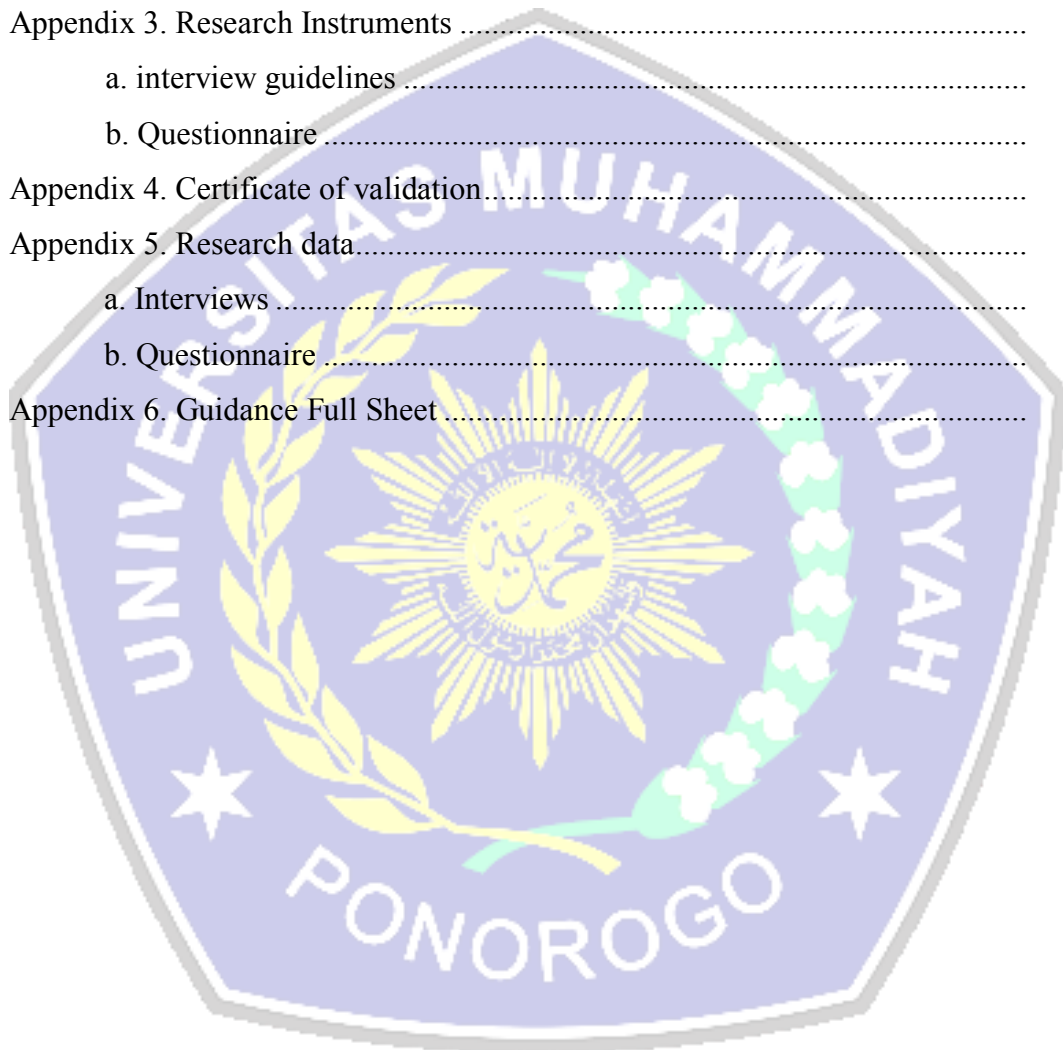 Appendix 3. Research Instruments ........................................................................
a. interview guidelines ...............................................................................
b. Questionnaire .........................................................................................
Appendix 4. Certificate of validation.....................................................................
Appendix 5. Research data.....................................................................................
a. Interviews ...............................................................................................
b. Questionnaire .........................................................................................
Appendix 6. Guidance Full Sheet ..........................................................................
UNIVERSITAS MUHAMMADIYAH
PONOROGO